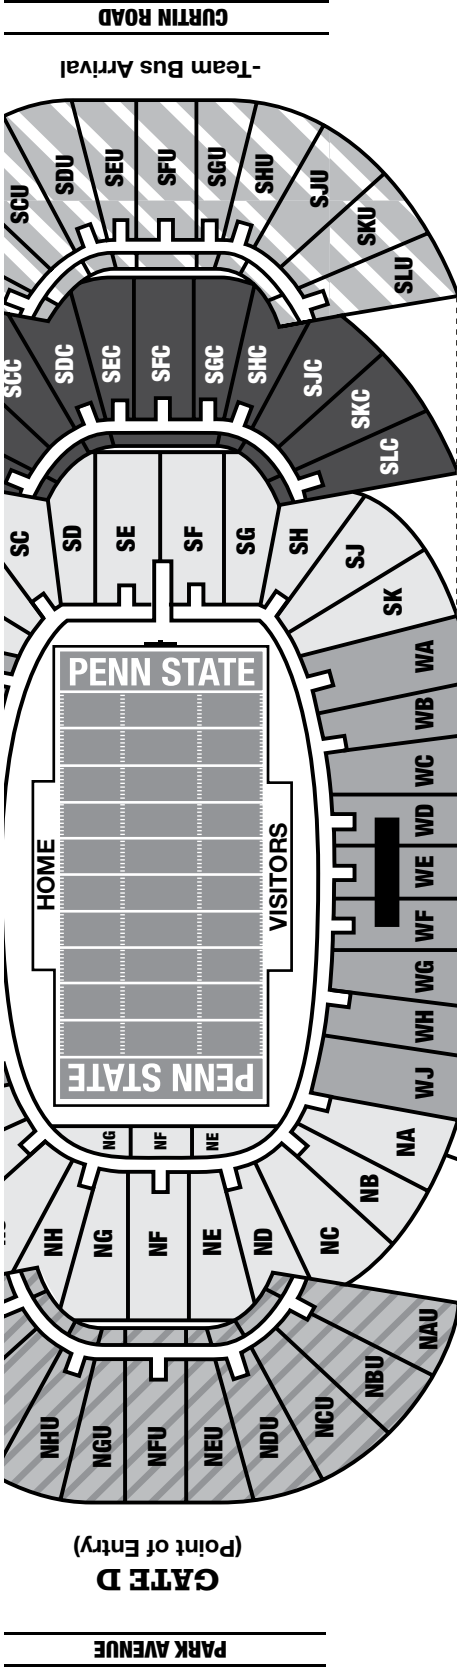 CURTIN ROAD
-Team Bus Arrival
SCU
SDU
SEU
SFU
SGU
SHU
SJU
SKU
SLU
SCC
SDC
SEC
SFC
SGC
SHC
SJC
SKC
SLC
SC
SD
SE
SF
SG
SH
SJ
SK
PENN STATE
HOME
VISITORS
PENN STATE
WA
WB
WC
WD
WE
WF
WG
WH
WJ
NG
NF
NE
NA
NB
NC
ND
NE
NF
NG
NH
NAU
NBU
NCU
NDU
NEU
NFU
NGU
NHU
(Point of Entry)
GATE D
PARK AVENUE